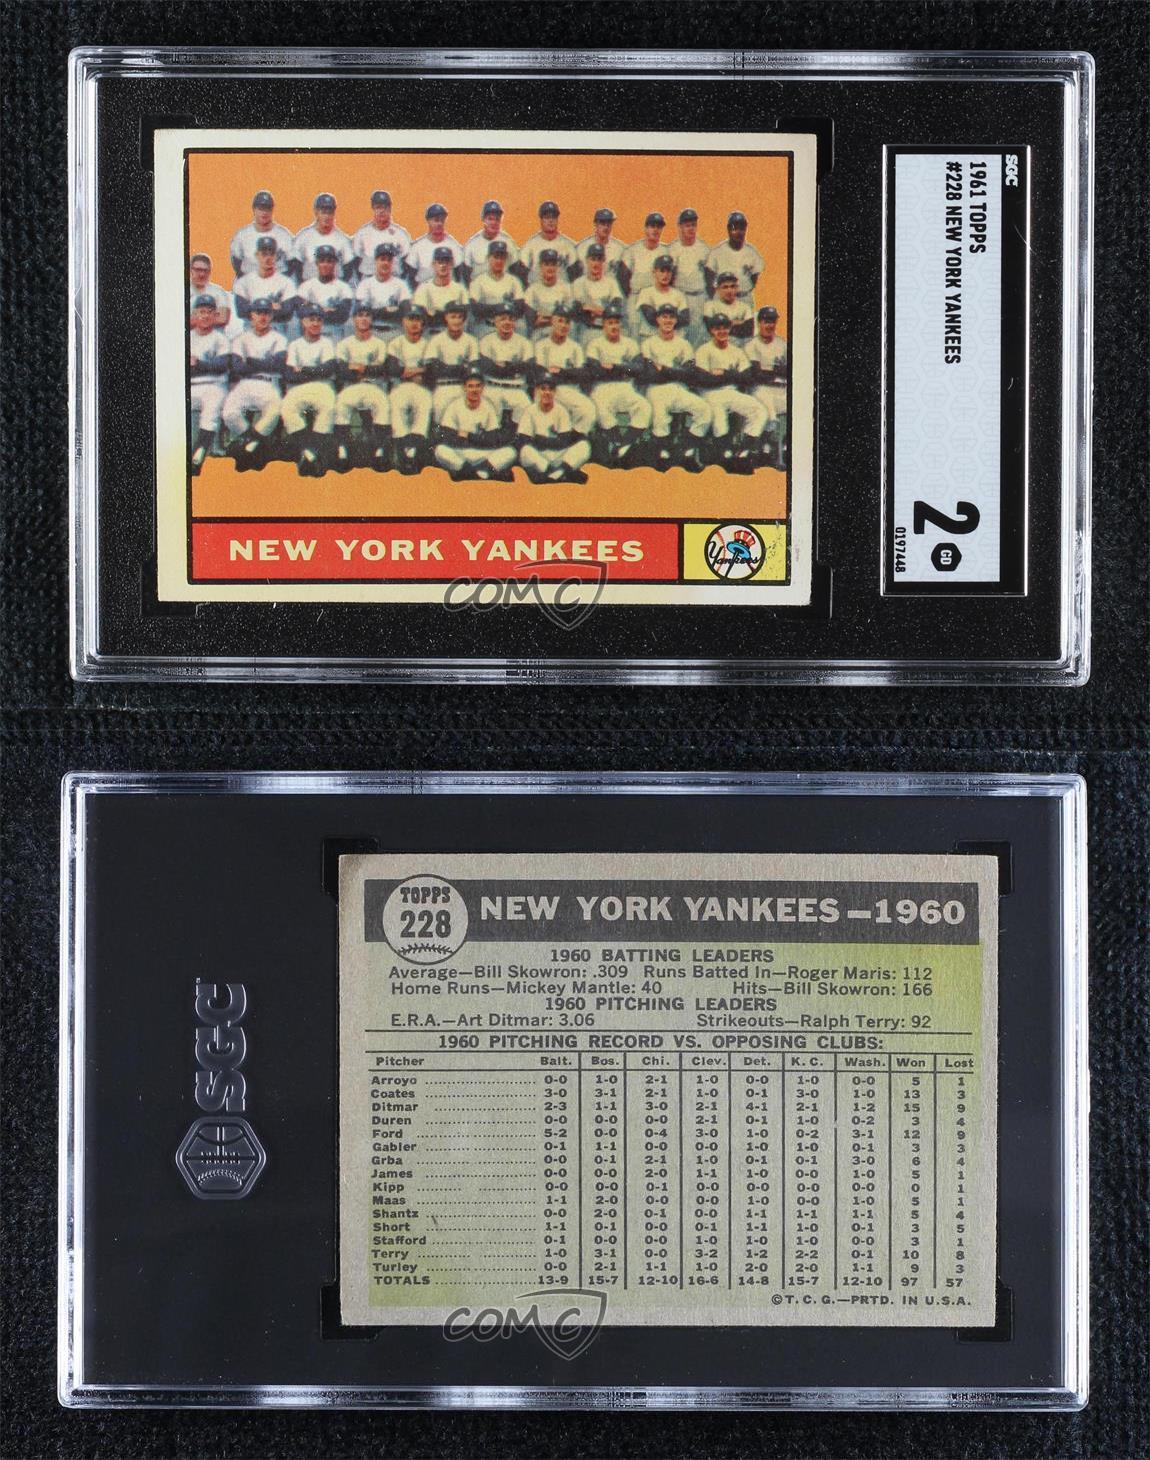 SGC
1961 TOPPS
#228 NEW YORK YANKEES
2
GD
0197448
NEW YORK YANKEES
Yankees
COMC
SGC
TOPPS
228
NEW YORK YANKEES—1960
1960 BATTING LEADERS
Average—Bill Skowron: .309 Runs Batted In—Roger Maris: 112
Home Runs—Mickey Mantle: 40 Hits—Bill Skowron: 166
1960 PITCHING LEADERS
E.R.A.—Art Ditmar: 3.06 Strikeouts—Ralph Terry: 92
1960 PITCHING RECORD VS. OPPOSING CLUBS:
Pitcher Balt. Bos. Chi. Clev. Det. K. C. Wash. Won Lost
Arroyo 0-0 1-0 2-1 1-0 0-0 1-0 0-0 5 1
Coates 3-0 3-1 2-1 1-0 0-1 3-0 1-0 13 3
Ditmar 2-3 1-1 3-0 2-1 4-1 2-1 1-2 15 9
Duren 0-0 0-0 0-0 2-1 0-1 1-0 0-2 3 4
Ford 5-2 0-0 0-4 3-0 1-0 0-2 3-1 12 9
Gabler 0-1 1-1 0-0 0-0 1-0 1-0 0-1 3 3
Grba 0-0 0-1 2-1 1-0 0-1 0-1 3-0 6 4
James 0-0 0-0 2-0 1-1 1-0 0-0 1-0 5 1
Kipp 0-0 0-0 0-1 0-0 0-0 0-0 0-0 0 1
Maas 1-1 2-0 0-0 0-0 1-0 0-0 1-0 5 1
Shantz 0-0 2-0 0-1 0-0 1-1 1-1 1-1 5 4
Short 1-1 0-1 0-0 0-1 1-1 1-0 0-1 3 5
Stafford 0-1 0-0 0-0 1-0 1-0 1-0 0-0 3 1
Terry 1-0 3-1 0-0 3-2 1-2 2-2 0-1 10 8
Turley 0-0 2-1 1-1 1-0 2-0 2-0 1-1 9 3
TOTALS 13-9 15-7 12-10 16-6 14-8 15-7 12-10 97 57
©T.C.G.—PRTD. IN U.S.A.
COMC